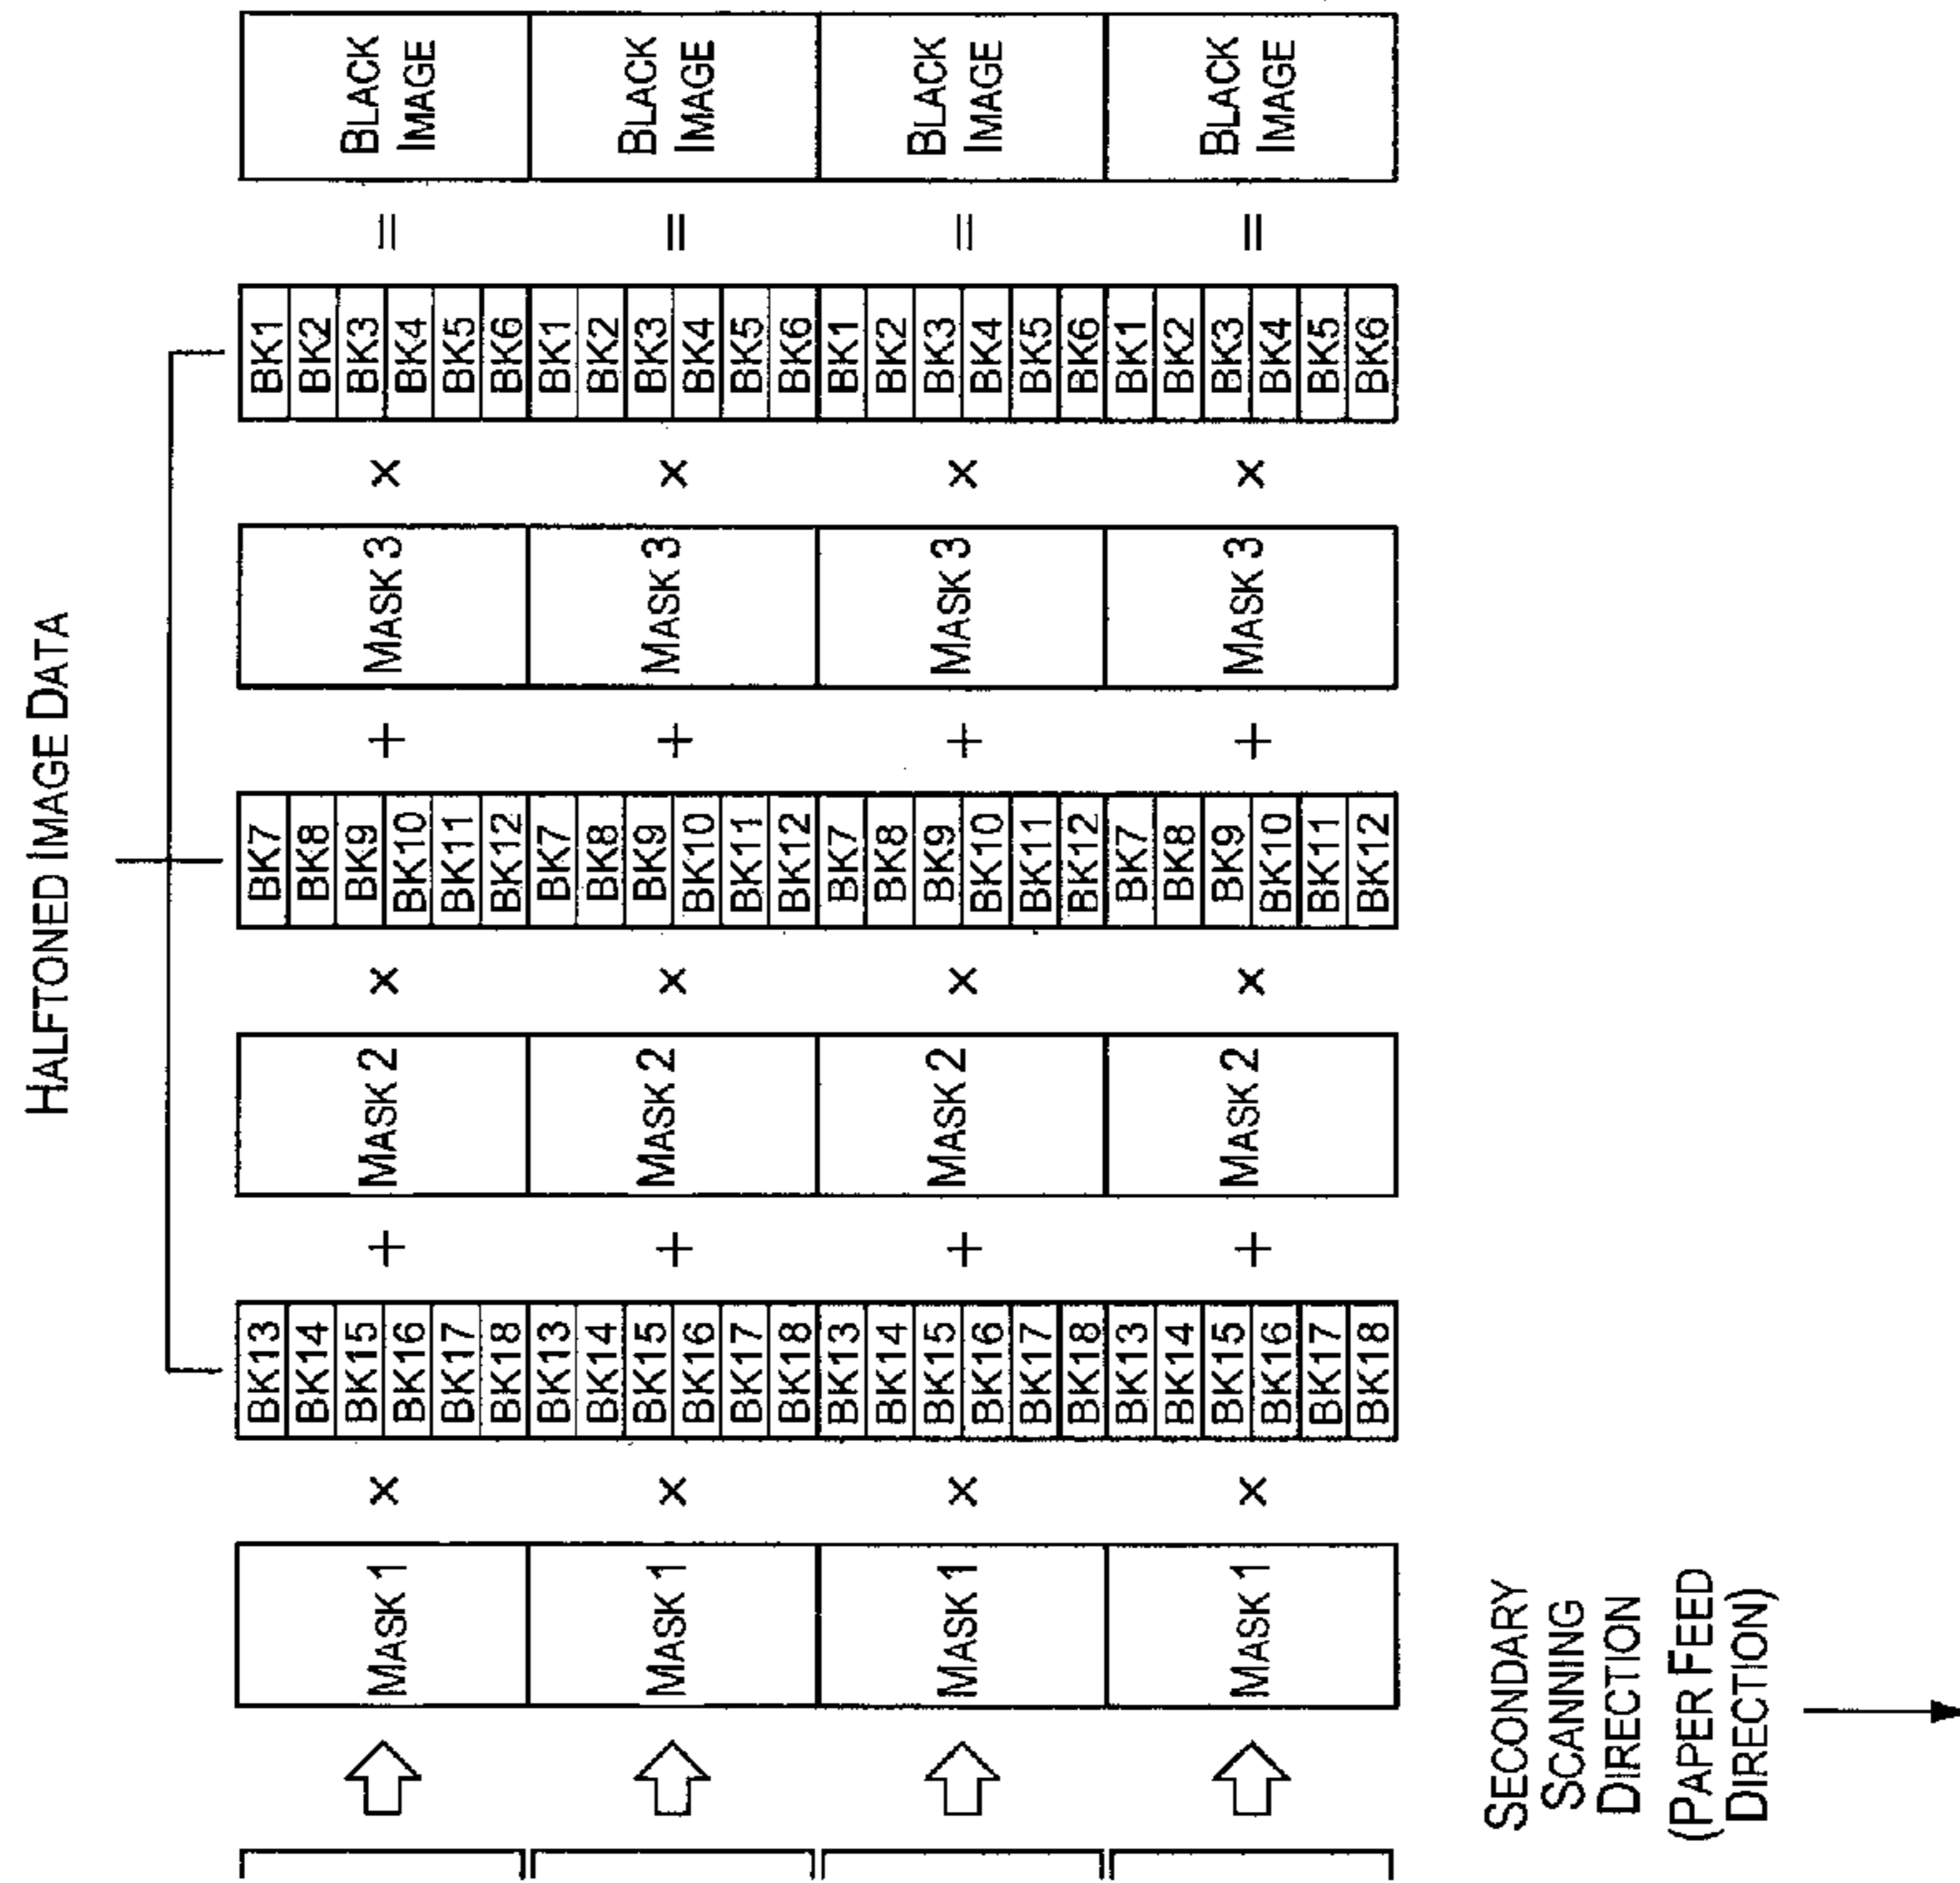 HALFTONED IMAGE DATA
MASK 1
×
BK13
BK14
BK15
BK16
BK17
BK18
+
MASK 2
×
BK7
BK8
BK9
BK10
BK11
BK12
+
MASK 3
×
BK1
BK2
BK3
BK4
BK5
BK6
=
BLACK
IMAGE
MASK 1
×
BK13
BK14
BK15
BK16
BK17
BK18
+
MASK 2
×
BK7
BK8
BK9
BK10
BK11
BK12
+
MASK 3
×
BK1
BK2
BK3
BK4
BK5
BK6
=
BLACK
IMAGE
MASK 1
×
BK13
BK14
BK15
BK16
BK17
BK18
+
MASK 2
×
BK7
BK8
BK9
BK10
BK11
BK12
+
MASK 3
×
BK1
BK2
BK3
BK4
BK5
BK6
=
BLACK
IMAGE
MASK 1
×
BK13
BK14
BK15
BK16
BK17
BK18
+
MASK 2
×
BK7
BK8
BK9
BK10
BK11
BK12
+
MASK 3
×
BK1
BK2
BK3
BK4
BK5
BK6
=
BLACK
IMAGE
SECONDARY
SCANNING
DIRECTION
(PAPER FEED
DIRECTION)